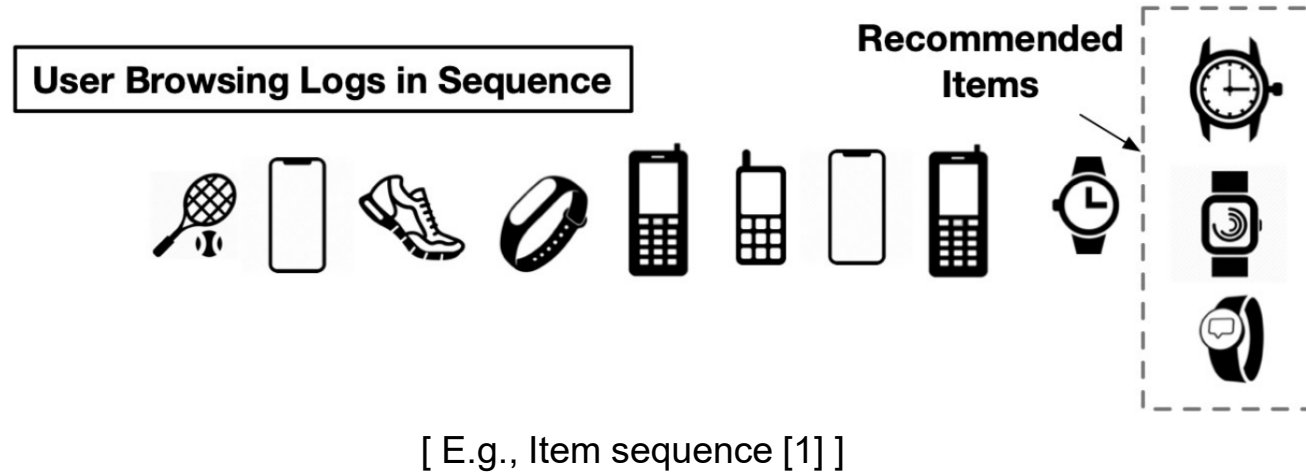 Recommended
Items
User Browsing Logs in Sequence
[ E.g., Item sequence [1] ]